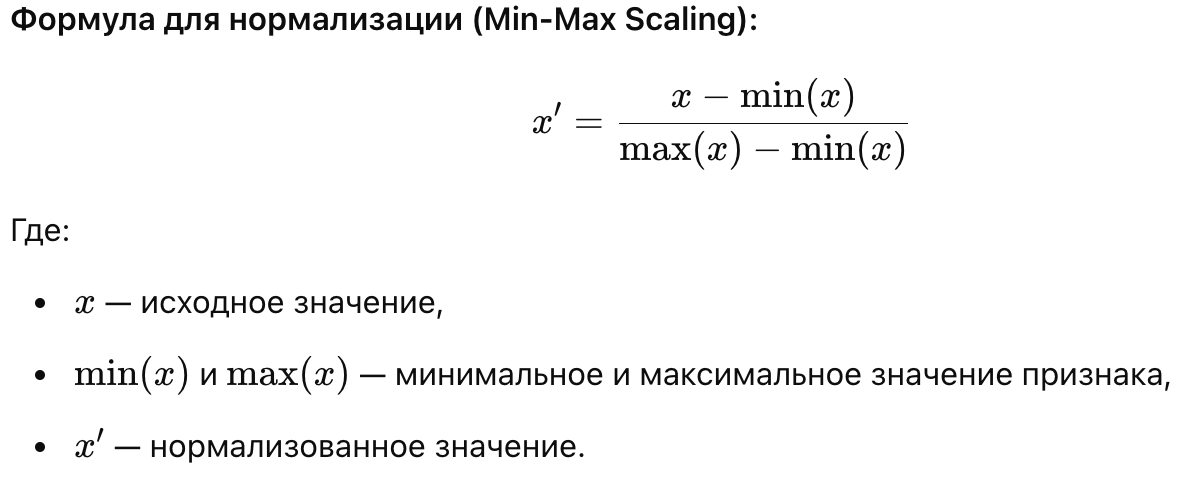 Формула для нормализации (Min-Max Scaling):
x′ = (x − min(x)) / (max(x) − min(x))
Где:
• x — исходное значение,
• min(x) и max(x) — минимальное и максимальное значение признака,
• x′ — нормализованное значение.